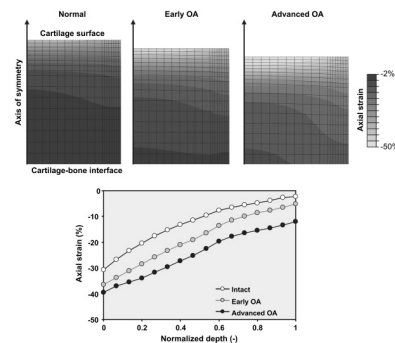 Normal
Early OA
Advanced OA
Cartilage surface
Axis of symmetry
Cartilage-bone interface
Axial strain
-2%
-50%
0
-10
-20
-30
-40
-50
Axial strain (%)
Intact
Early OA
Advanced OA
0 0.2 0.4 0.6 0.8 1
Normalized depth (-)